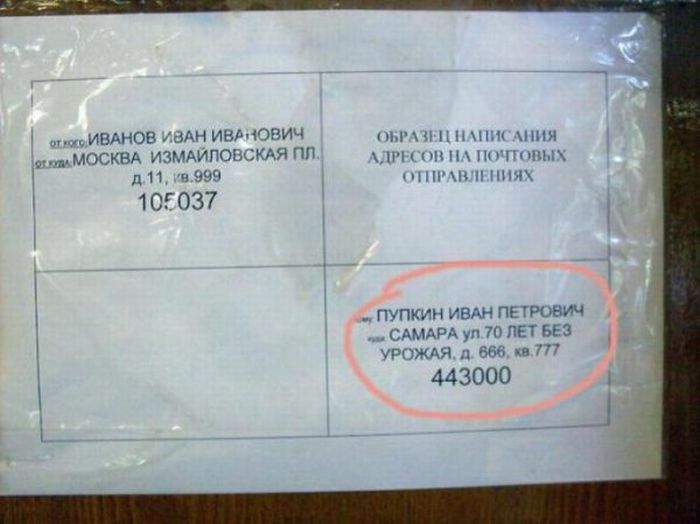 от кого: ИВАНОВ ИВАН ИВАНОВИЧ
от куда: МОСКВА ИЗМАЙЛОВСКАЯ ПЛ.
д.11, кв.999
105037
ОБРАЗЕЦ НАПИСАНИЯ
АДРЕСОВ НА ПОЧТОВЫХ
ОТПРАВЛЕНИЯХ
кому: ПУПКИН ИВАН ПЕТРОВИЧ
куда: САМАРА ул.70 ЛЕТ БЕЗ
УРОЖАЯ, д. 666, кв.777
443000